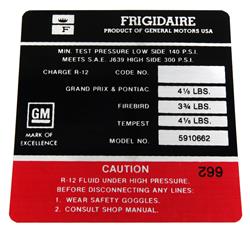 F
FRIGIDAIRE
PRODUCT OF GENERAL MOTORS USA
MIN. TEST PRESSURE LOW SIDE 140 P.S.I.
MEETS S.A.E. J639 HIGH SIDE 300 P.S.I.
CHARGE R-12 CODE NO.
GRAND PRIX & PONTIAC 4¼ LBS.
FIREBIRD 3¾ LBS.
TEMPEST 4¼ LBS.
MODEL NO. 5910662
GM
MARK OF
EXCELLENCE
CAUTION
662
R-12 FLUID UNDER HIGH PRESSURE.
BEFORE DISCONNECTING ANY LINES:
1. WEAR SAFETY GOGGLES.
2. CONSULT SHOP MANUAL.